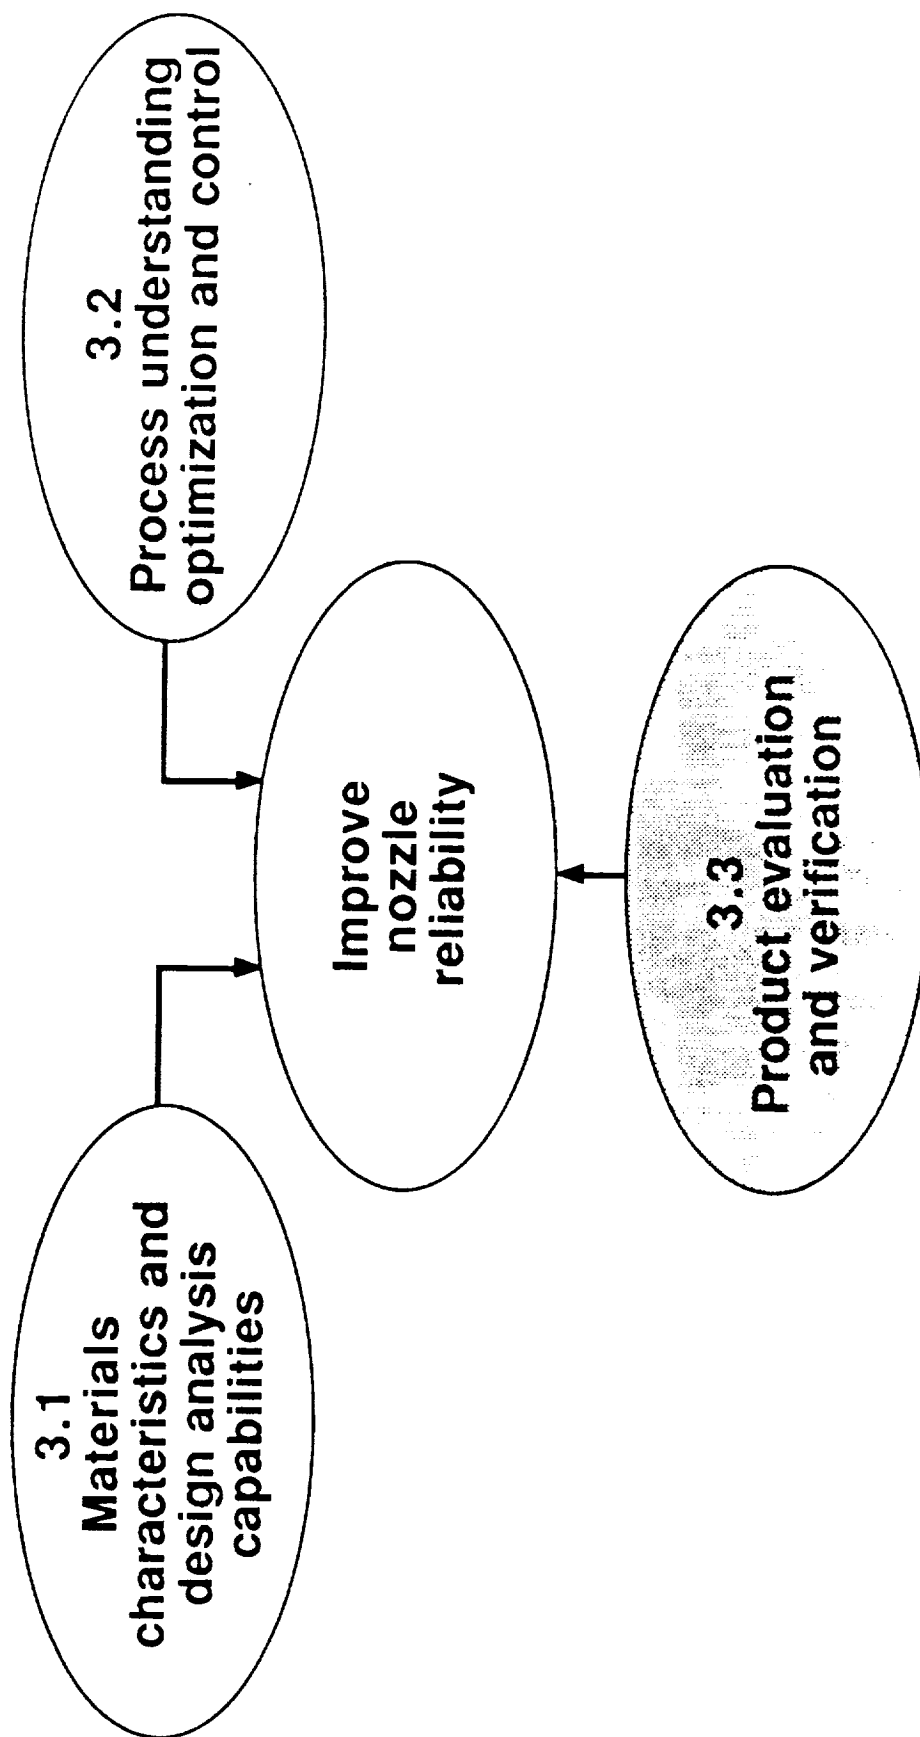 3.1
Materials
characteristics and
design analysis
capabilities
3.2
Process understanding
optimization and control
Improve
nozzle
reliability
3.3
Product evaluation
and verification